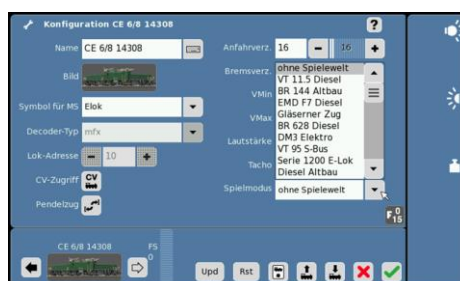 Konfiguration CE 6/8 14308
?
Name CE 6/8 14308
Bild
Symbol für MS Elok
Decoder-Typ mfx
Lok-Adresse - 10 +
CV-Zugriff CV
Pendelzug
Anfahrverz. 16 - 16 +
Bremsverz.
VMin
VMax
Lautstärke
Tacho
ohne Spielewelt
VT 11.5 Diesel
BR 144 Altbau
EMD F7 Diesel
Gläserner Zug
BR 628 Diesel
DM3 Elektro
VT 95 S-Bus
Serie 1200 E-Lok
Diesel Altbau
Spielmodus ohne Spielewelt
F 0
15
CE 6/8 14308 FS
0
Upd Rst